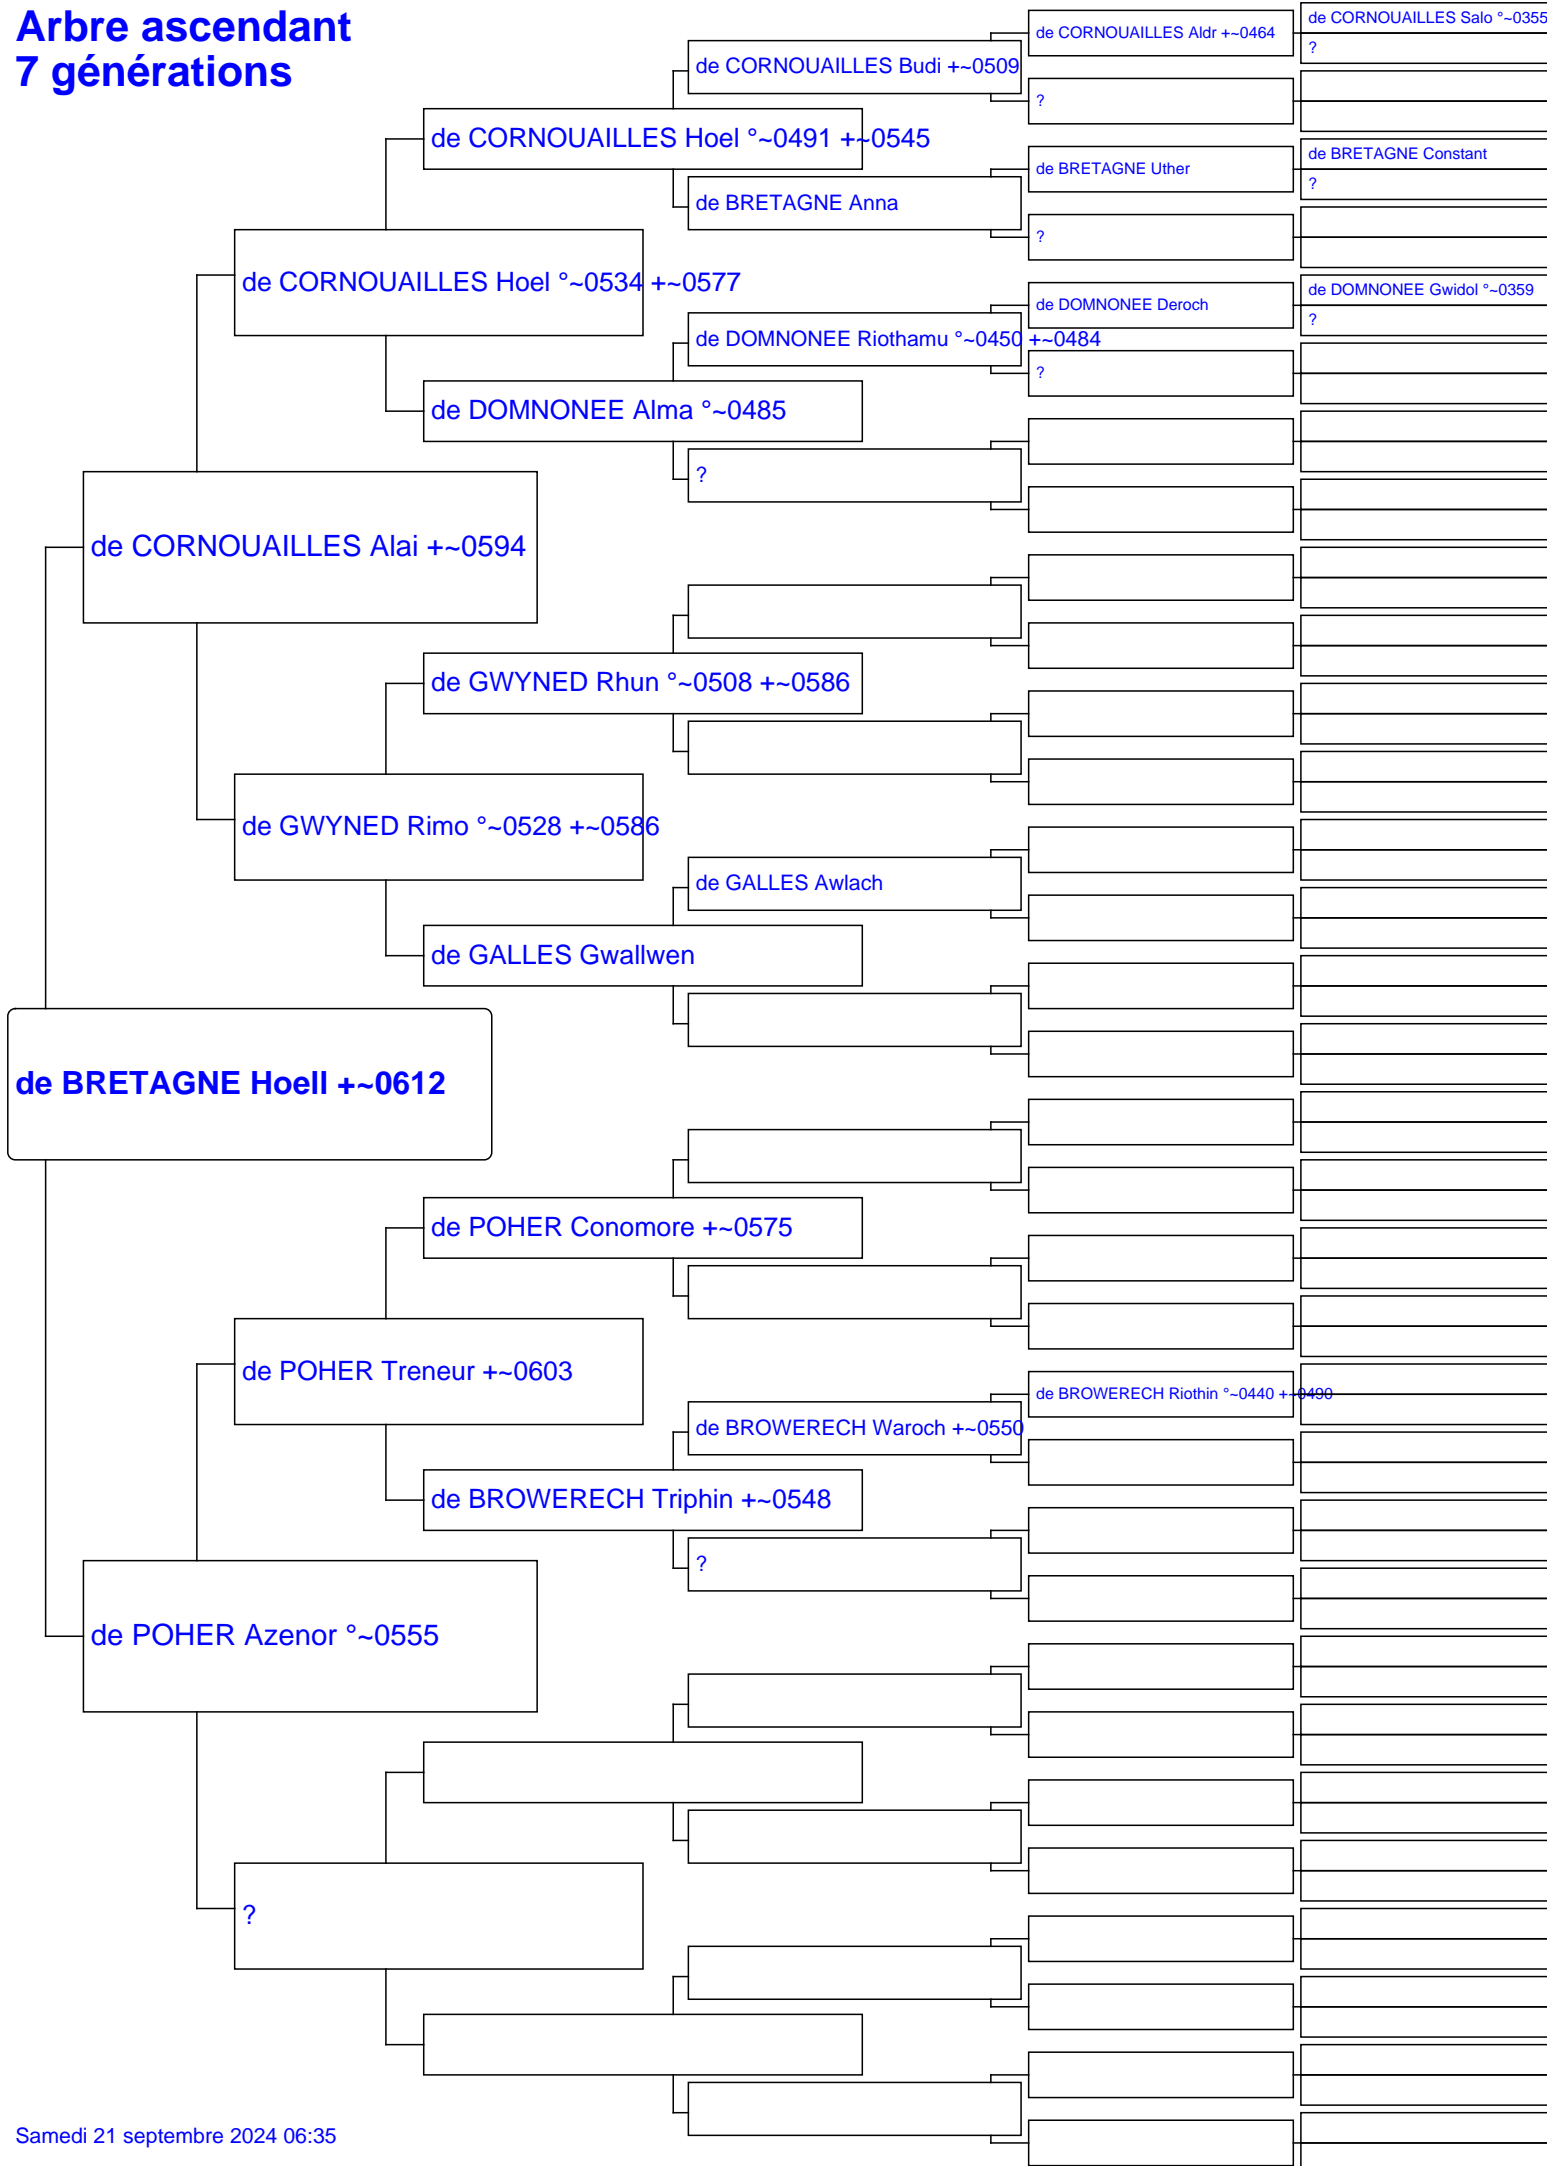 Arbre ascendant
7 générations
de CORNOUAILLES Salo °~0355
?
de CORNOUAILLES Aldr +~0464
de CORNOUAILLES Budi +~0509
?
de CORNOUAILLES Hoel °~0491 +~0545
de BRETAGNE Constant
?
de BRETAGNE Uther
de BRETAGNE Anna
?
de CORNOUAILLES Hoel °~0534 +~0577
de DOMNONEE Gwidol °~0359
?
de DOMNONEE Deroch
de DOMNONEE Riothamu °~0450 +~0484
?
de DOMNONEE Alma °~0485
?
de CORNOUAILLES Alai +~0594
de GWYNED Rhun °~0508 +~0586
de GWYNED Rimo °~0528 +~0586
de GALLES Awlach
de GALLES Gwallwen
de BRETAGNE Hoell +~0612
de POHER Conomore +~0575
de POHER Treneur +~0603
de BROWERECH Riothin °~0440 +~0490
de BROWERECH Waroch +~0550
de BROWERECH Triphin +~0548
?
de POHER Azenor °~0555
?
Samedi 21 septembre 2024 06:35